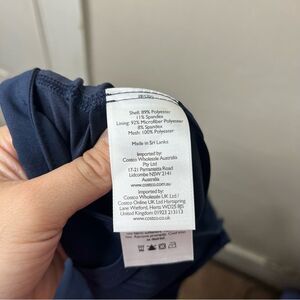 Shell: 89% Polyester
11% Spandex
Lining: 92% Microfiber Polyester
8% Spandex
Mesh: 100% Polyester
Made in Sri Lanka
Imported by:
Costco Wholesale Australia
Pty Ltd
17-21 Parramatta Road
Lidcombe NSW 2141
Australia
www.costco.com.au
Imported by:
Costco Wholesale UK Ltd /
Costco Online UK Ltd Hartspring
Lane Watford, Herts WD25 8JS
United Kingdom 01923 213113
www.costco.co.uk